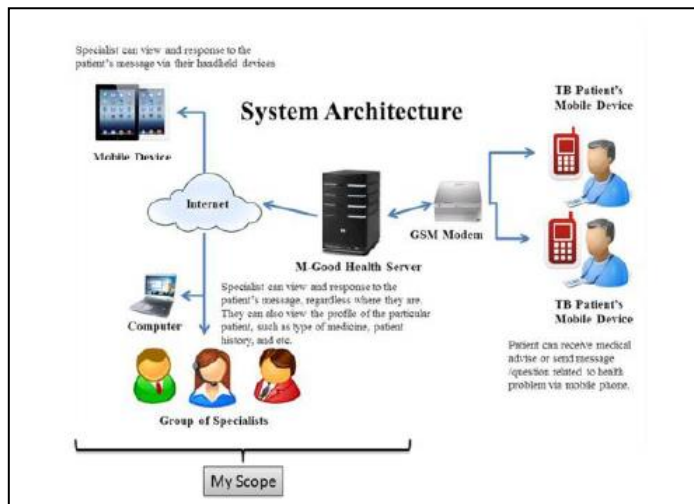 Specialist can view and response to the
patient's message via their handheld devices
System Architecture
TB Patient's
Mobile Device
Mobile Device
Internet
GSM Modem
M-Good Health Server
TB Patient's
Mobile Device
Specialist can view and response to the
patient's message, regardless where they are.
They can also view the profile of the particular
patient, such as type of medicine, patient
history, and etc.
Computer
Patient can receive medical
advise or send message
/question related to health
problem via mobile phone.
Group of Specialists
My Scope